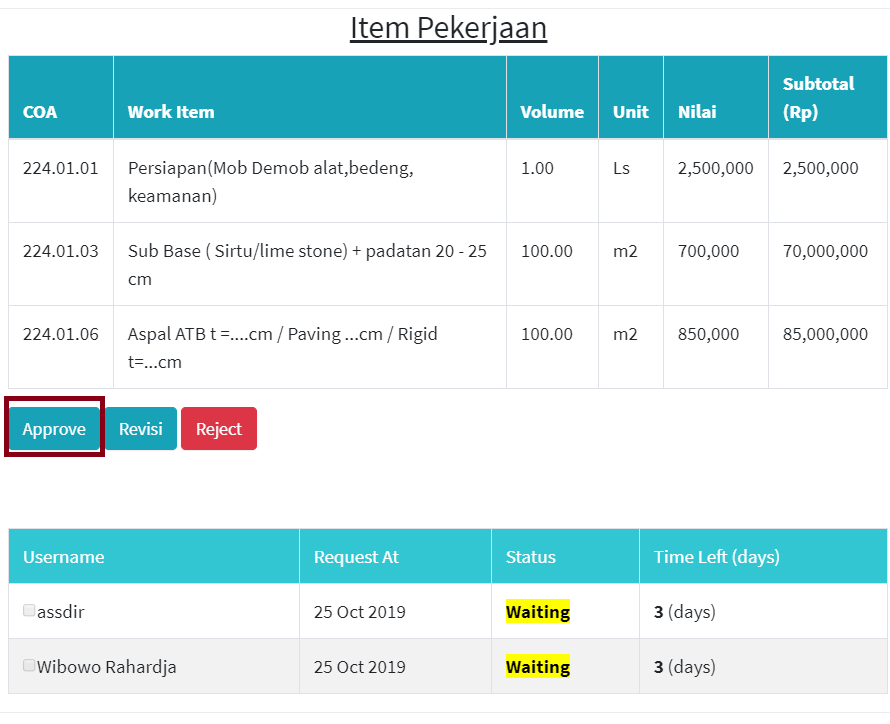 Item Pekerjaan
COA Work Item Volume Unit Nilai Subtotal (Rp)
224.01.01 Persiapan(Mob Demob alat,bedeng, 1.00 Ls 2,500,000 2,500,000
keamanan)
224.01.03 Sub Base ( Sirtu/lime stone) + padatan 20 - 25 100.00 m2 700,000 70,000,000
cm
224.01.06 Aspal ATB t =....cm / Paving ...cm / Rigid 100.00 m2 850,000 85,000,000
t=...cm
Approve Revisi Reject
Username Request At Status Time Left (days)
assdir 25 Oct 2019 Waiting 3 (days)
Wibowo Rahardja 25 Oct 2019 Waiting 3 (days)